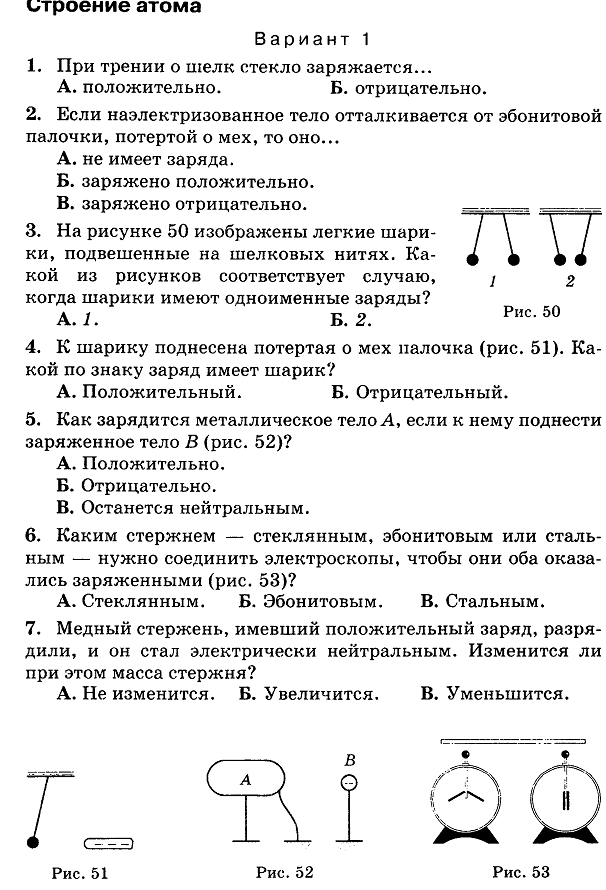 Строение атома
Вариант 1
1. При трении о шелк стекло заряжается...
А. положительно. Б. отрицательно.
2. Если наэлектризованное тело отталкивается от эбонитовой
палочки, потертой о мех, то оно...
А. не имеет заряда.
Б. заряжено положительно.
В. заряжено отрицательно.
3. На рисунке 50 изображены легкие шари-
ки, подвешенные на шелковых нитях. Ка-
кой из рисунков соответствует случаю,
когда шарики имеют одноименные заряды?
А. 1. Б. 2.
1 2
Рис. 50
4. К шарику поднесена потертая о мех палочка (рис. 51). Ка-
кой по знаку заряд имеет шарик?
А. Положительный. Б. Отрицательный.
5. Как зарядится металлическое тело А, если к нему поднести
заряженное тело В (рис. 52)?
А. Положительно.
Б. Отрицательно.
В. Останется нейтральным.
6. Каким стержнем — стеклянным, эбонитовым или сталь-
ным — нужно соединить электроскопы, чтобы они оба оказа-
лись заряженными (рис. 53)?
А. Стеклянным. Б. Эбонитовым. В. Стальным.
7. Медный стержень, имевший положительный заряд, разря-
дили, и он стал электрически нейтральным. Изменится ли
при этом масса стержня?
А. Не изменится. Б. Увеличится. В. Уменьшится.
А В
Рис. 51 Рис. 52 Рис. 53